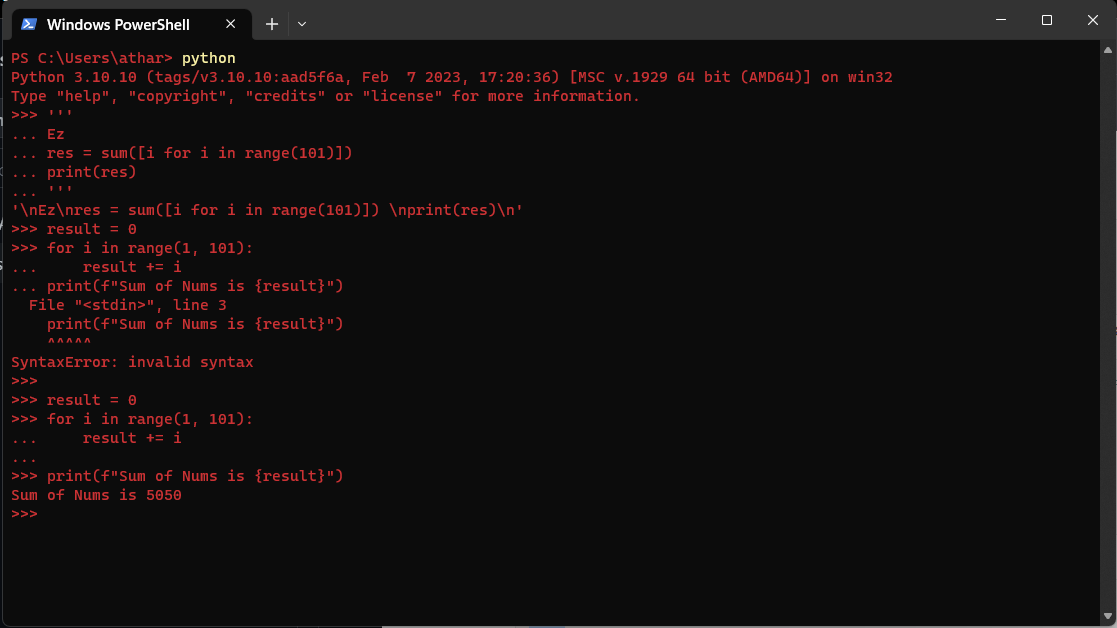 Windows PowerShell
PS C:\Users\athar> python
Python 3.10.10 (tags/v3.10.10:aad5f6a, Feb  7 2023, 17:20:36) [MSC v.1929 64 bit (AMD64)] on win32
Type "help", "copyright", "credits" or "license" for more information.
>>> '''
... Ez
... res = sum([i for i in range(101)])
... print(res)
... '''
'\nEz\nres = sum([i for i in range(101)]) \nprint(res)\n'
>>> result = 0
>>> for i in range(1, 101):
...     result += i
... print(f"Sum of Nums is {result}")
  File "<stdin>", line 3
    print(f"Sum of Nums is {result}")
    ^^^^^
SyntaxError: invalid syntax
>>>
>>> result = 0
>>> for i in range(1, 101):
...     result += i
...
>>> print(f"Sum of Nums is {result}")
Sum of Nums is 5050
>>>